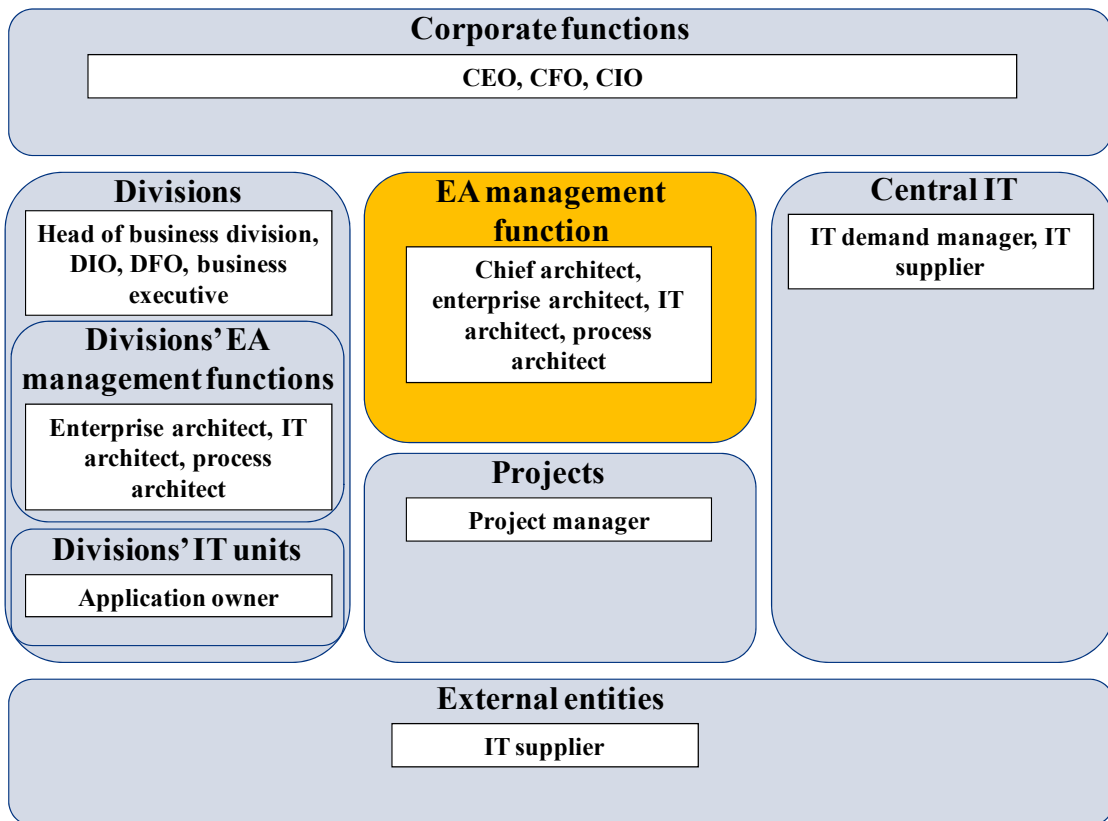 Corporate functions
CEO, CFO, CIO
Divisions
Head of business division,
DIO, DFO, business
executive
Divisions’ EA
management functions
Enterprise architect, IT
architect, process
architect
Divisions’ IT units
Application owner
EA management
function
Chief architect,
enterprise architect, IT
architect, process
architect
Projects
Project manager
Central IT
IT demand manager, IT
supplier
External entities
IT supplier